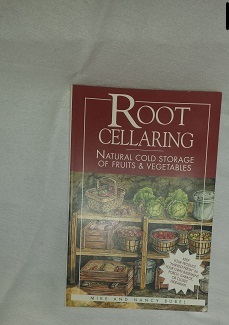 ROOT
CELLARING
NATURAL COLD STORAGE
OF FRUITS & VEGETABLES
MIKE AND NANCY BUBEL